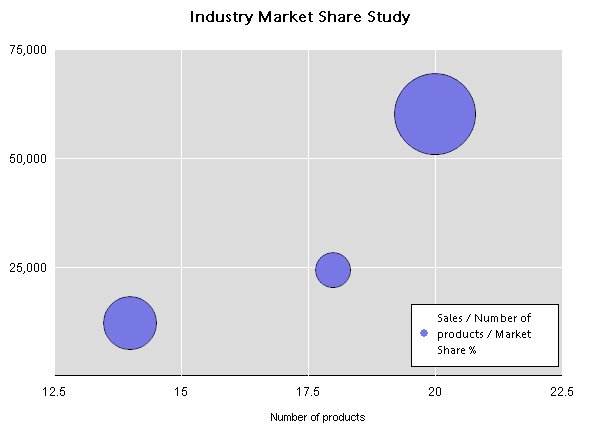 Industry Market Share Study
75,000
50,000
25,000
Sales / Number of
products / Market
Share %
12.5 15 17.5 20 22.5
Number of products